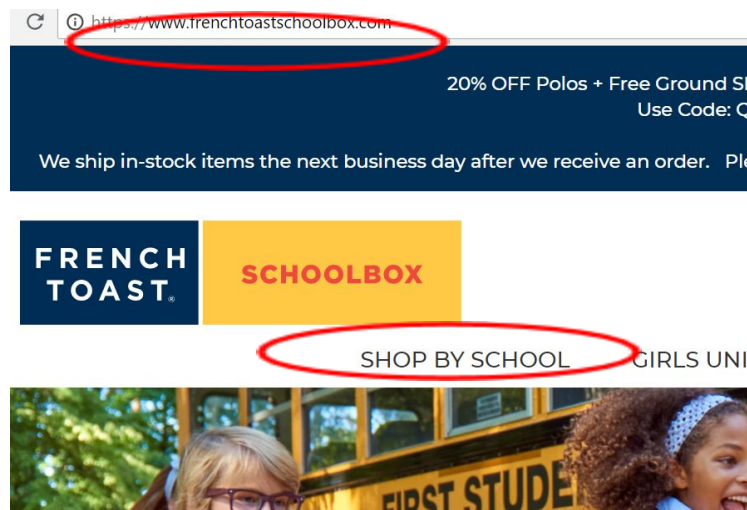 https://www.frenchtoastschoolbox.com
20% OFF Polos + Free Ground
Use Code:
We ship in-stock items the next business day after we receive an order.
FRENCH
TOAST®
SCHOOLBOX
SHOP BY SCHOOL GIRLS
FIRST